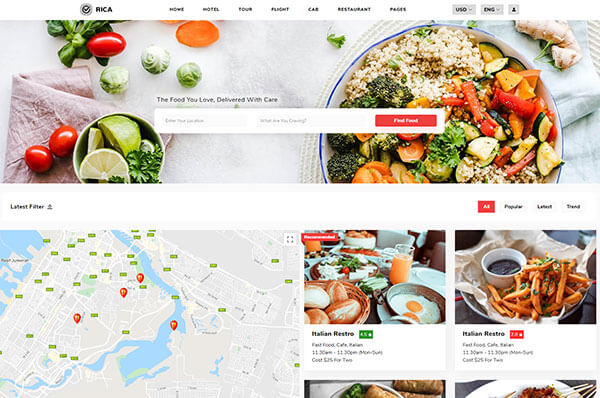 RICA
HOME HOTEL TOUR FLIGHT CAB RESTAURANT PAGES
USD ENG
The Food You Love, Delivered With Care
Enter Your Location What Are You Craving? Find Food
Latest Filter All Popular Latest Trend
Recommended
Italian Restro 4.5
Fast Food, Cafe, Italian
11.30am - 11.30pm (Mon-Sun)
Cost $25 For Two
Italian Restro
Fast Food, Cafe, Italian
11.30am - 11.30pm (Mon-Sun)
Cost $25 For Two